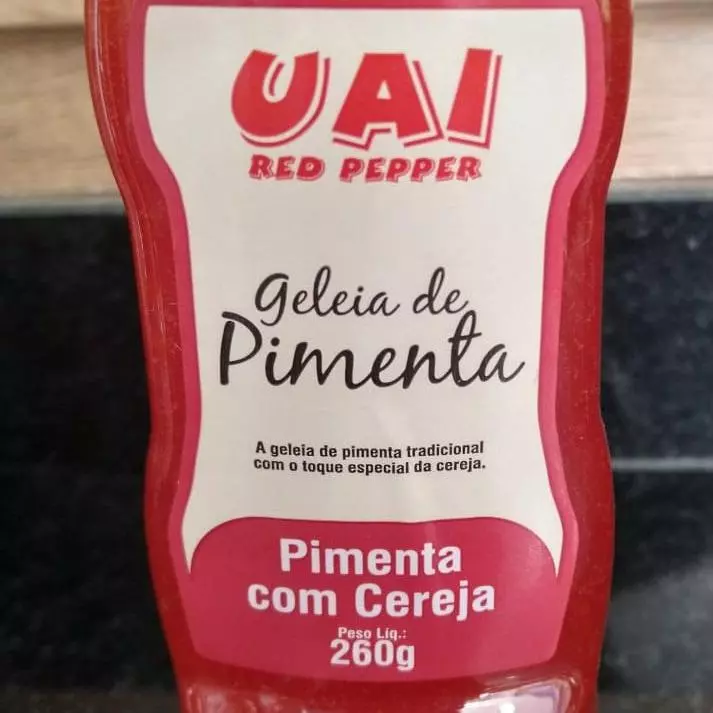 UAI
RED PEPPER
Geleia de
Pimenta
A geleia de pimenta tradicional
com o toque especial da cereja.
Pimenta
com Cereja
Peso Líq.:
260g